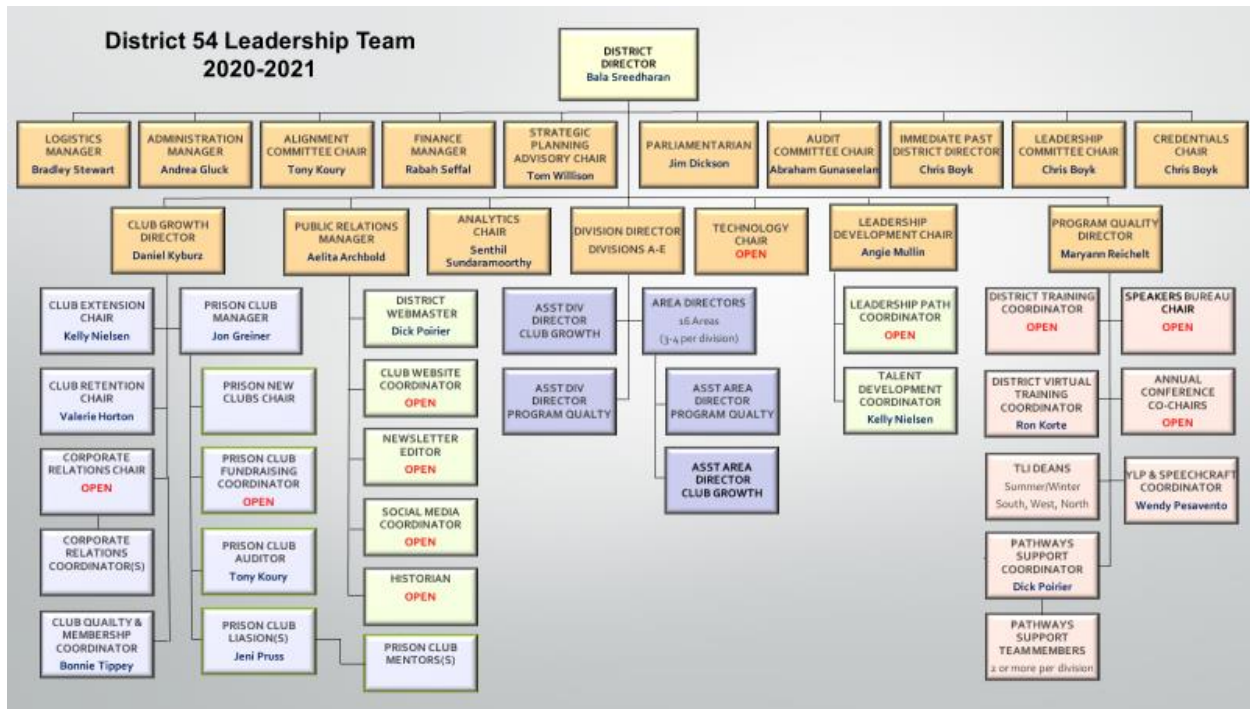 District 54 Leadership Team
2020-2021
DISTRICT
DIRECTOR
Bala Sreedharan
LOGISTICS
MANAGER
Bradley Stewart
ADMINISTRATION
MANAGER
Andrea Gluck
ALIGNMENT
COMMITTEE CHAIR
Tony Koury
FINANCE
MANAGER
Rabah Seffal
STRATEGIC
PLANNING
ADVISORY CHAIR
Tom Willison
PARLIAMENTARIAN
Jim Dickson
AUDIT
COMMITTEE CHAIR
Abraham Gunaseelan
IMMEDIATE PAST
DISTRICT DIRECTOR
Chris Boyk
LEADERSHIP
COMMITTEE CHAIR
Chris Boyk
CREDENTIALS
CHAIR
Chris Boyk
CLUB GROWTH
DIRECTOR
Daniel Kyburz
PUBLIC RELATIONS
MANAGER
Aelita Archbold
ANALYTICS
CHAIR
Senthil
Sundaramoorthy
DIVISION DIRECTOR
DIVISIONS A-E
TECHNOLOGY
CHAIR
OPEN
LEADERSHIP
DEVELOPMENT CHAIR
Angie Mullin
PROGRAM QUALITY
DIRECTOR
Maryann Reichelt
CLUB EXTENSION
CHAIR
Kelly Nielsen
CLUB RETENTION
CHAIR
Valerie Horton
CORPORATE
RELATIONS CHAIR
OPEN
CORPORATE
RELATIONS
COORDINATOR(S)
CLUB QUAILTY &
MEMBERSHP
COORDINATOR
Bonnie Tippey
PRISON CLUB
MANAGER
Jon Greiner
PRISON NEW
CLUBS CHAIR
PRISON CLUB
FUNDRAISING
COORDINATOR
OPEN
PRISON CLUB
AUDITOR
Tony Koury
PRISON CLUB
LIASION(S)
Jeni Pruss
PRISON CLUB
MENTORS(S)
DISTRICT
WEBMASTER
Dick Poirier
CLUB WEBSITE
COORDINATOR
OPEN
NEWSLETTER
EDITOR
OPEN
SOCIAL MEDIA
COORDINATOR
OPEN
HISTORIAN
OPEN
ASST DIV
DIRECTOR
CLUB GROWTH
ASST DIV
DIRECTOR
PROGRAM QUALTY
AREA DIRECTORS
16 Areas
(3-4 per division)
ASST AREA
DIRECTOR
PROGRAM QUALTY
ASST AREA
DIRECTOR
CLUB GROWTH
LEADERSHIP PATH
COORDINATOR
OPEN
TALENT
DEVELOPMENT
COORDINATOR
Kelly Nielsen
DISTRICT TRAINING
COORDINATOR
OPEN
DISTRICT VIRTUAL
TRAINING
COORDINATOR
Ron Korte
TLI DEANS
Summer/Winter
South, West, North
PATHWAYS
SUPPORT
COORDINATOR
Dick Poirier
PATHWAYS
SUPPORT
TEAM MEMBERS
2 or more per division
SPEAKERS BUREAU
CHAIR
OPEN
ANNUAL
CONFERENCE
CO-CHAIRS
OPEN
YLP & SPEECHCRAFT
COORDINATOR
Wendy Pesavento